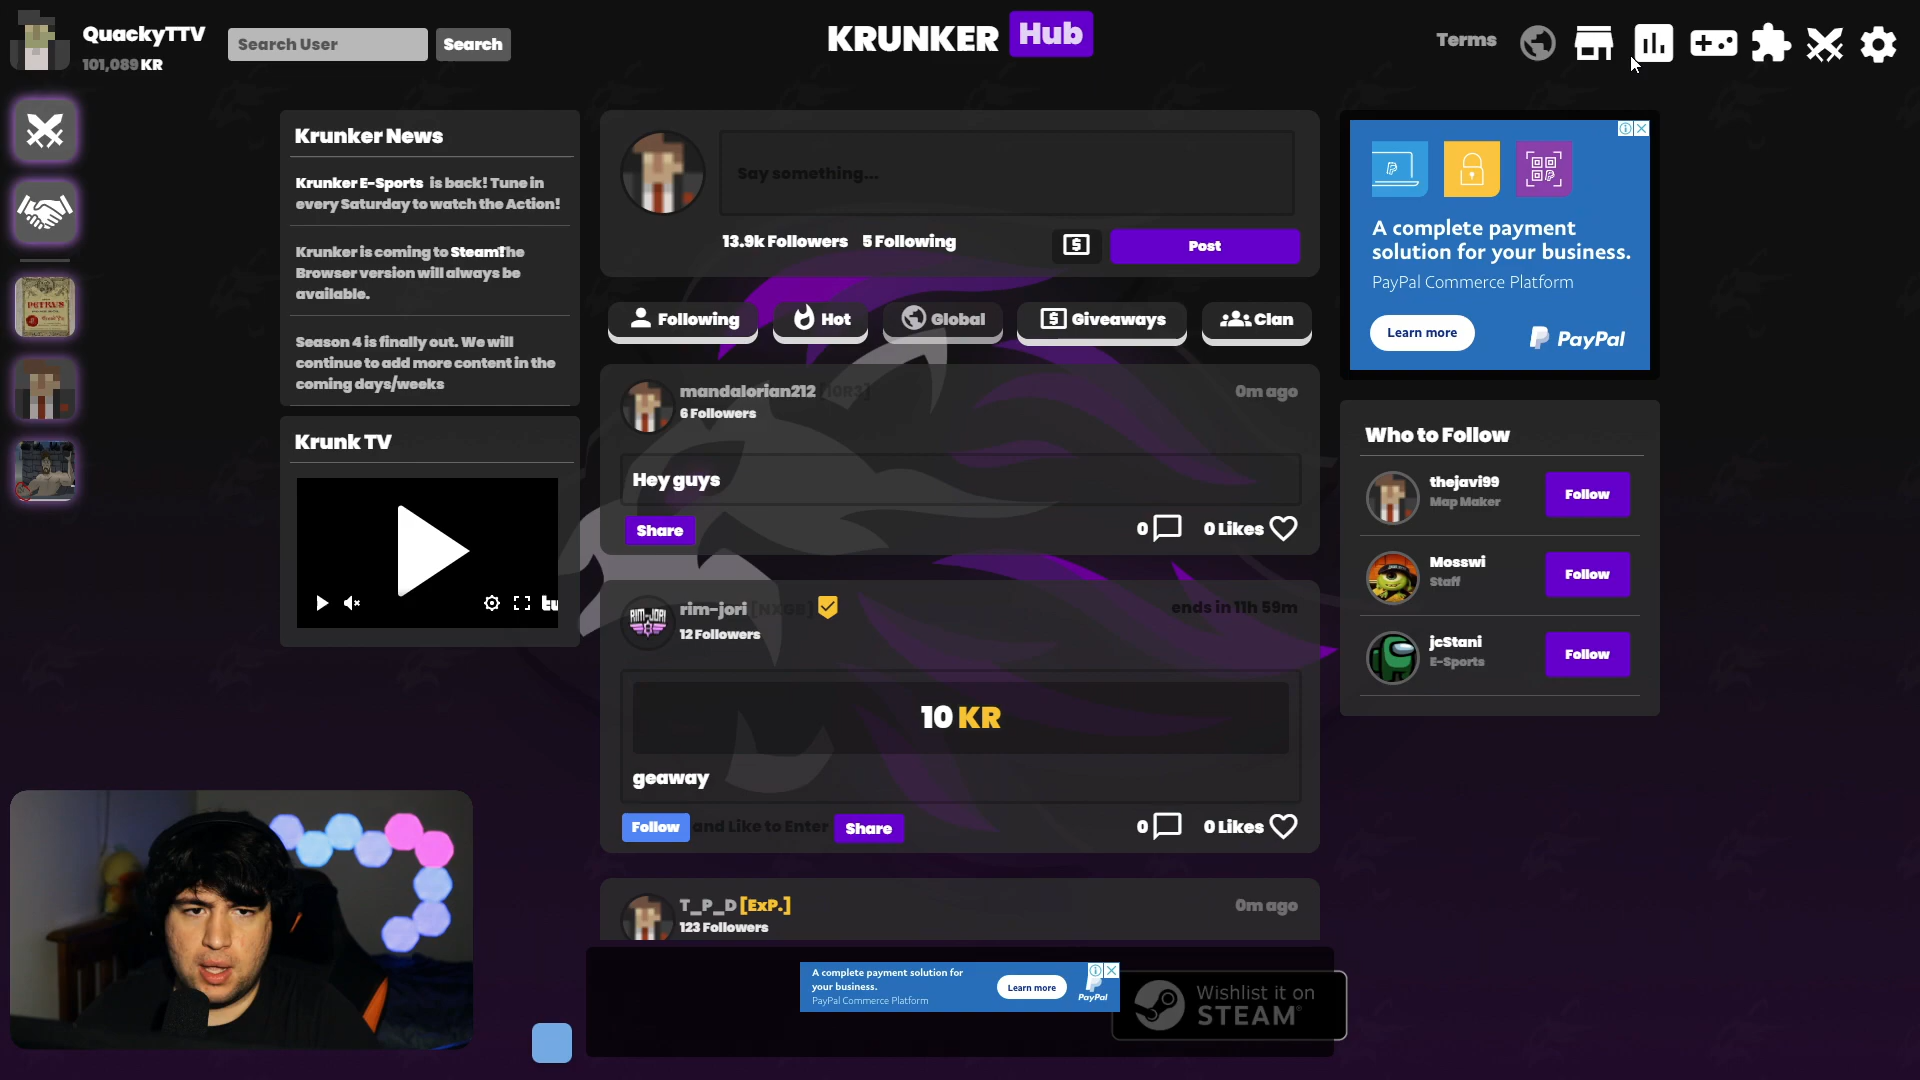 QuackyTTV
101,089 KR
Search User
Search
KRUNKER Hub
Terms
Krunker News
Krunker E-Sports is back! Tune in
every Saturday to watch the Action!
Krunker is coming to Steam!The
Browser version will always be
available.
Season 4 is finally out. We will
continue to add more content in the
coming days/weeks
Krunk TV
Say something...
13.9k Followers 5 Following
Post
Following
Hot
Global
Giveaways
Clan
mandalorian212
0m ago
6 Followers
Hey guys
Share
0
0 Likes
rim-jori [NXGB]
ends in 11h 59m
12 Followers
RIM-JORI
10 KR
geaway
Follow and Like to Enter Share
0
0 Likes
T_P_D [ExP.]
0m ago
123 Followers
A complete payment
solution for your business.
PayPal Commerce Platform
Learn more
PayPal
Who to Follow
thejavi99
Map Maker
Follow
Mosswi
Staff
Follow
jcStani
E-Sports
Follow
PETRUS
A complete payment solution for
your business.
PayPal Commerce Platform
Learn more
PayPal
Wishlist it on
STEAM